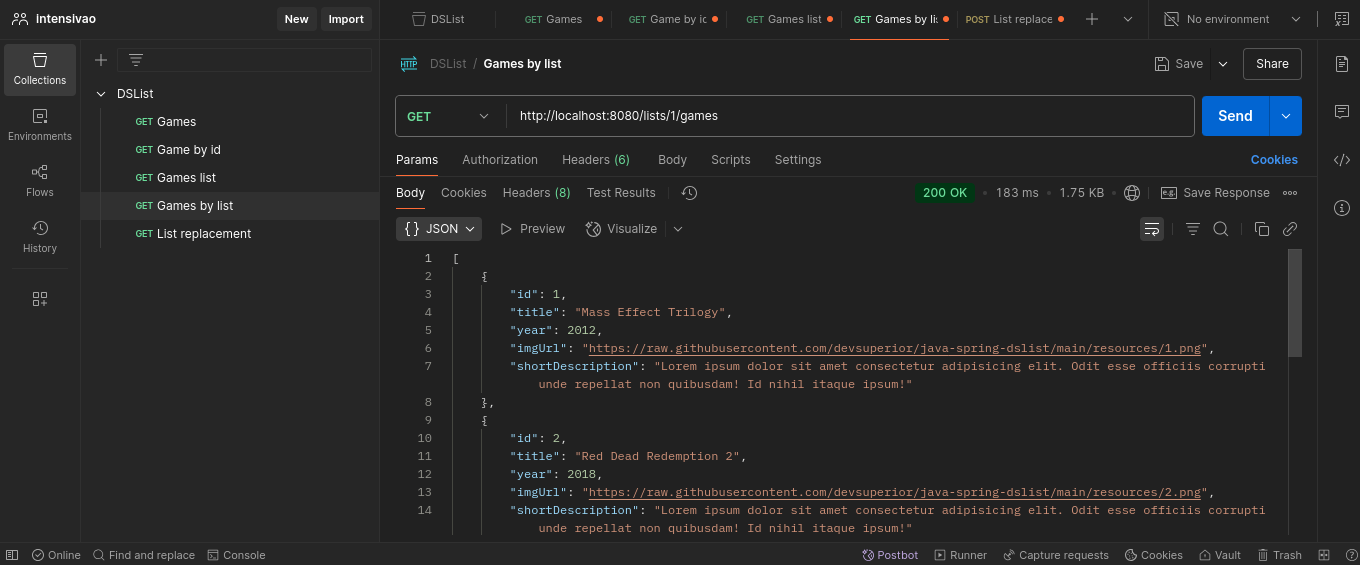 intensivao
New
Import
DSList
GET Games
GET Game by ic
GET Games list
GET Games by li
POST List replace
No environment
Collections
Environments
Flows
History
DSList
GET Games
GET Game by id
GET Games list
GET Games by list
GET List replacement
HTTP DSList / Games by list
Save
Share
GET http://localhost:8080/lists/1/games
Send
Params Authorization Headers (6) Body Scripts Settings
Cookies
Body Cookies Headers (8) Test Results
200 OK • 183 ms • 1.75 KB
e.g. Save Response
{} JSON Preview Visualize
1 [
2 {
3 "id": 1,
4 "title": "Mass Effect Trilogy",
5 "year": 2012,
6 "imgUrl": "https://raw.githubusercontent.com/devsuperior/java-spring-dslist/main/resources/1.png",
7 "shortDescription": "Lorem ipsum dolor sit amet consectetur adipisicing elit. Odit esse officiis corrupti
unde repellat non quibusdam! Id nihil itaque ipsum!"
8 },
9 {
10 "id": 2,
11 "title": "Red Dead Redemption 2",
12 "year": 2018,
13 "imgUrl": "https://raw.githubusercontent.com/devsuperior/java-spring-dslist/main/resources/2.png",
14 "shortDescription": "Lorem ipsum dolor sit amet consectetur adipisicing elit. Odit esse officiis corrupti
unde repellat non quibusdam! Id nihil itaque ipsum!"
Online Find and replace Console
Postbot Runner Capture requests Cookies Vault Trash